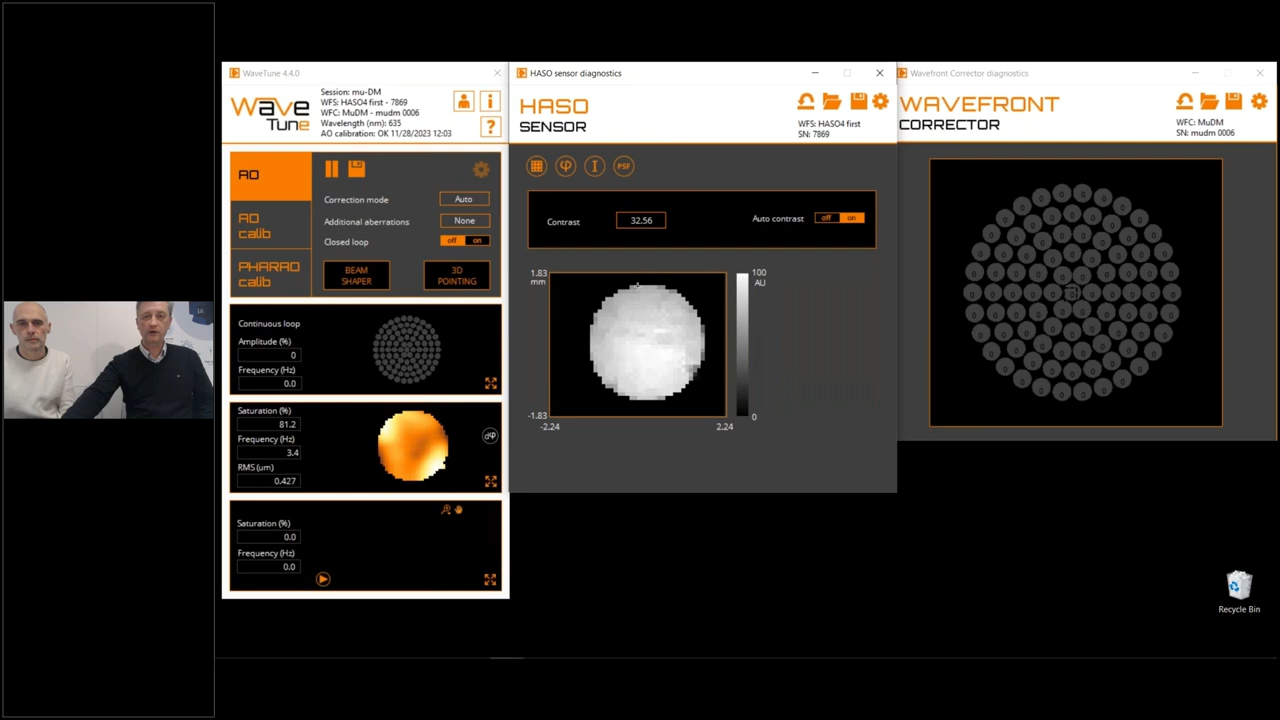 WaveTune 4.4.0
WaVe
TUNe
Session: mu-DM
WFS: HASO4 first - 7869
WFC: MuDM - mudm 0006
Wavelength (nm): 635
AO calibration: OK 11/28/2023 12:03
i
?
AO
AO
calib
PHARAO
calib
Correction mode
Auto
Additional aberrations
None
Closed loop
off on
BEAM
SHAPER
3D
POINTING
Continuous loop
Amplitude (%)
0
Frequency (Hz)
0.0
Saturation (%)
81.2
Frequency (Hz)
3.4
RMS (um)
0.427
dφ
Saturation (%)
0.0
Frequency (Hz)
0.0
HASO sensor diagnostics
HASO
SENSOR
WFS: HASO4 first
SN: 7869
φ
I
PSF
Contrast
32.56
Auto contrast
off on
1.83
mm
-1.83
-2.24
2.24
100
AU
0
Wavefront Corrector diagnostics
WAVEFRONT
CORRECTOR
WFC: MuDM
SN: mudm 0006
Recycle Bin